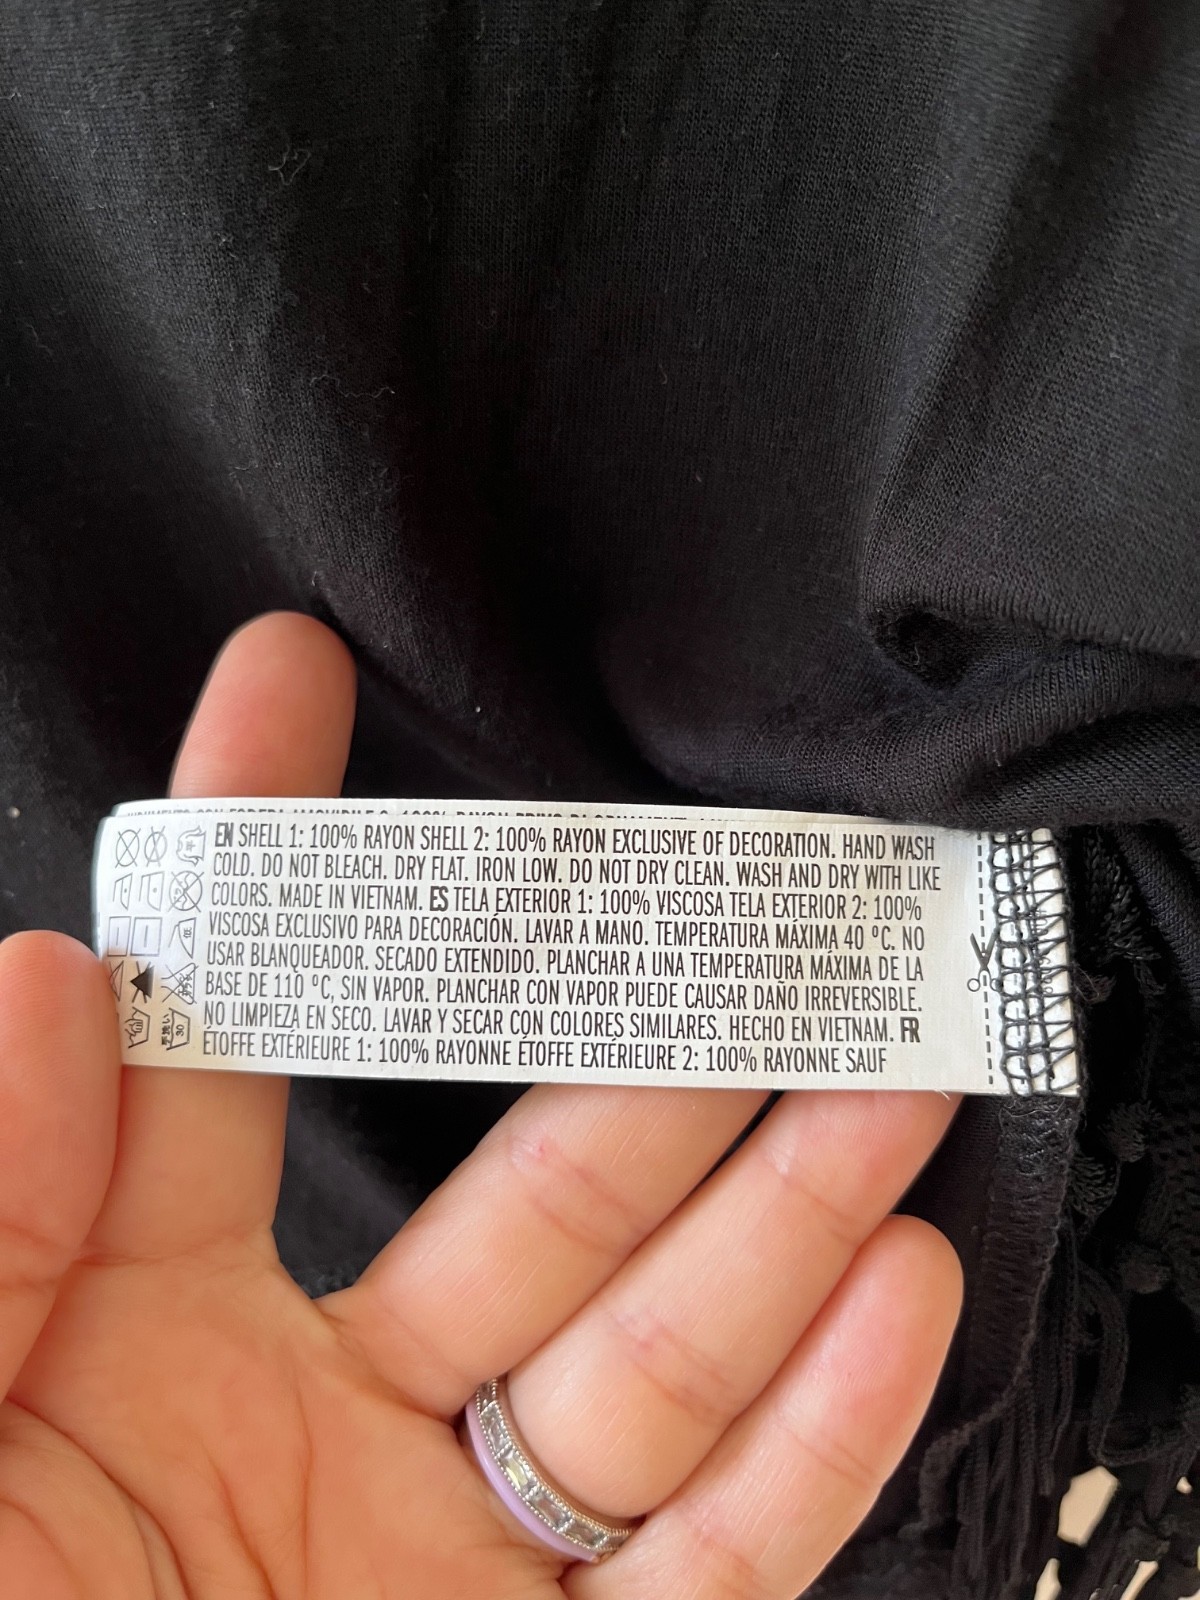 EN SHELL 1: 100% RAYON SHELL 2: 100% RAYON EXCLUSIVE OF DECORATION. HAND WASH
COLD. DO NOT BLEACH. DRY FLAT. IRON LOW. DO NOT DRY CLEAN. WASH AND DRY WITH LIKE
COLORS. MADE IN VIETNAM. ES TELA EXTERIOR 1: 100% VISCOSA TELA EXTERIOR 2: 100%
VISCOSA EXCLUSIVO PARA DECORACIÓN. LAVAR A MANO. TEMPERATURA MÁXIMA 40 ºC. NO
USAR BLANQUEADOR. SECADO EXTENDIDO. PLANCHAR A UNA TEMPERATURA MÁXIMA DE LA
BASE DE 110 ºC, SIN VAPOR. PLANCHAR CON VAPOR PUEDE CAUSAR DAÑO IRREVERSIBLE.
NO LIMPIEZA EN SECO. LAVAR Y SECAR CON COLORES SIMILARES. HECHO EN VIETNAM. FR
ÉTOFFE EXTÉRIEURE 1: 100% RAYONNE ÉTOFFE EXTÉRIEURE 2: 100% RAYONNE SAUF
30